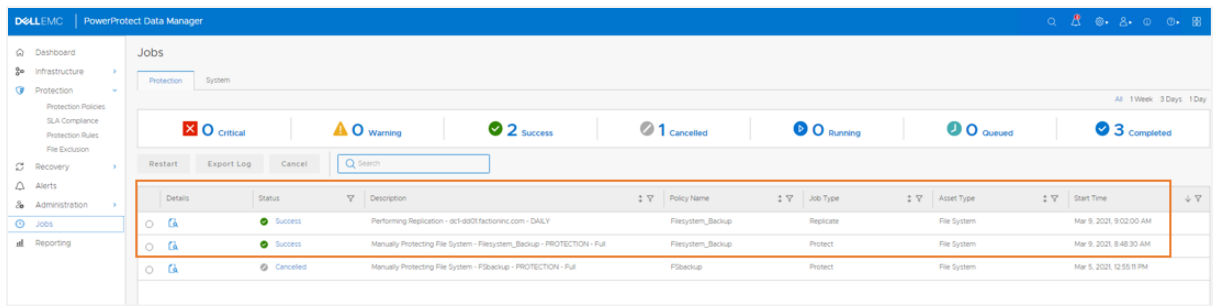 DELLEMC | PowerProtect Data Manager
Dashboard
Infrastructure
Protection
Protection Policies
SLA Compliance
Protection Rules
File Exclusion
Recovery
Alerts
Administration
Jobs
Reporting
Jobs
Protection System
All 1 Week 3 Days 1 Day
0 Critical 0 Warning 2 Success 1 Cancelled 0 Running 0 Queued 3 Completed
Restart Export Log Cancel Search
Details Status Description Policy Name Job Type Asset Type Start Time
Success Performing Replication - dc1-dd01.factioninc.com - DAILY Filesystem_Backup Replicate File System Mar 9, 2021, 9:02:00 AM
Success Manually Protecting File System - Filesystem_Backup - PROTECTION - Full Filesystem_Backup Protect File System Mar 9, 2021, 8:48:30 AM
Cancelled Manually Protecting File System - FSbackup - PROTECTION - Full FSbackup Protect File System Mar 5, 2021, 12:55:11 PM